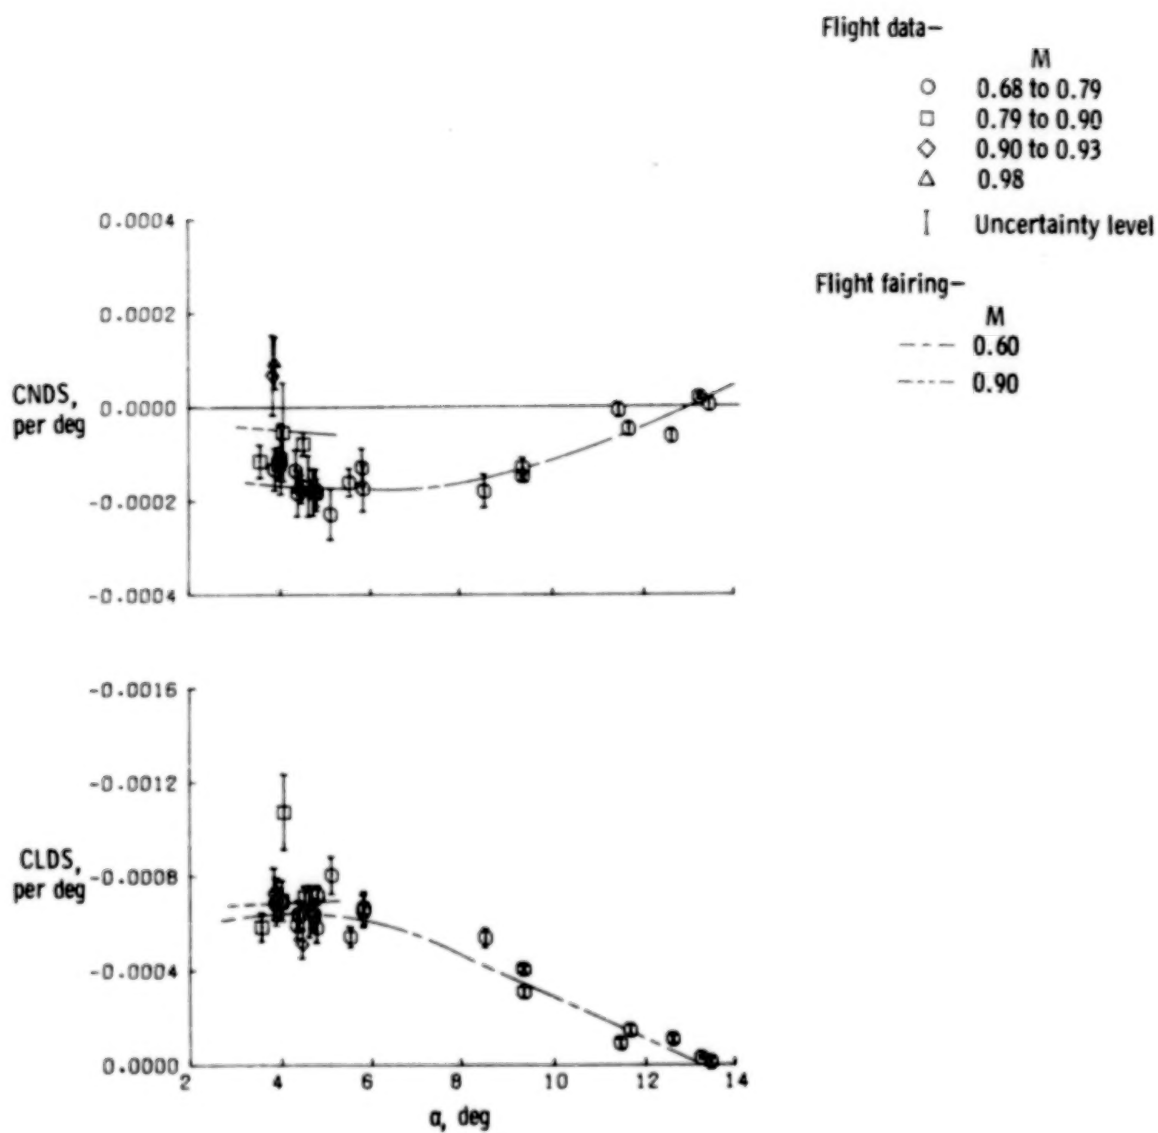 Flight data—
M
0.68 to 0.79
0.79 to 0.90
0.90 to 0.93
0.98
Uncertainty level
Flight fairing—
M
0.60
0.90
0.0004
0.0002
CNDS,
per deg
0.0000
-0.0002
-0.0004
-0.0016
-0.0012
CLDS,
per deg
-0.0008
-0.0004
0.0000
2 4 6 8 10 12 14
α, deg